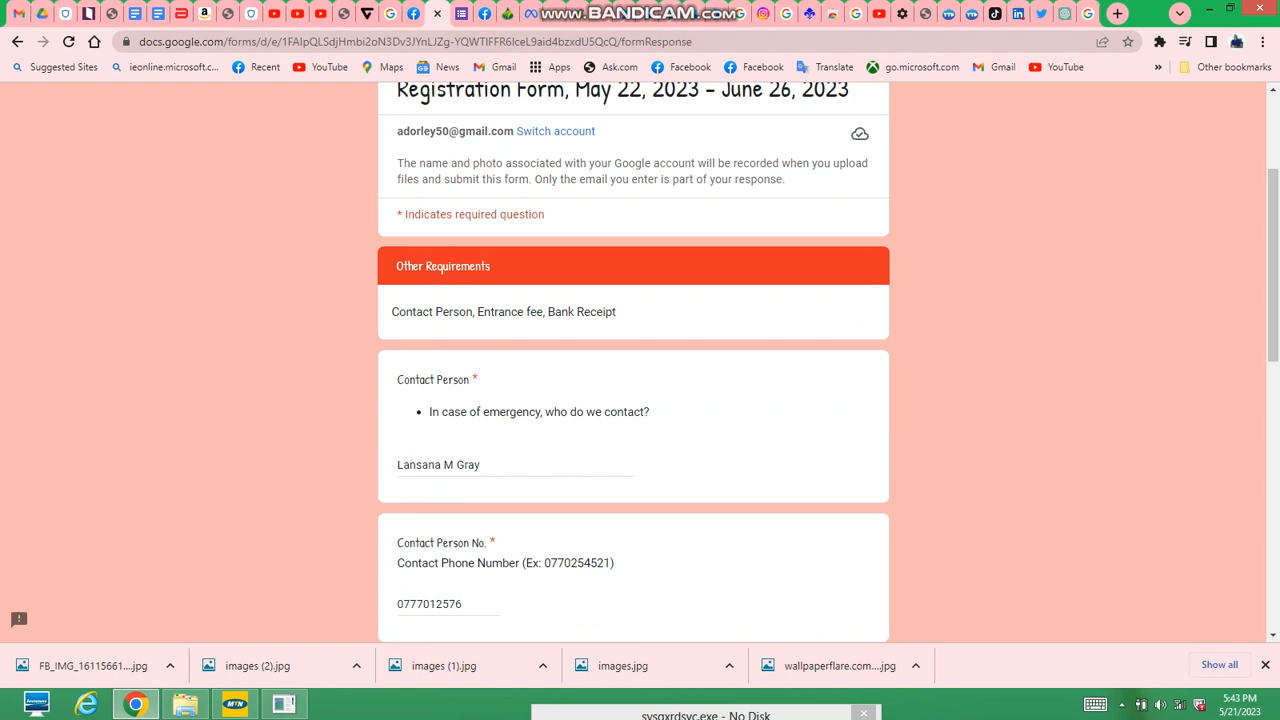 www.BANDICAM.com
docs.google.com/forms/d/e/1FAIpQLSdjHmbi2oN3Dv3JYnLJZg-YQWTIFFR6lceL9aid4bzxdU5QcQ/formResponse
Suggested Sites
ieonline.microsoft.c...
Recent
YouTube
Maps
News
Gmail
Apps
Ask.com
Facebook
Facebook
Translate
go.microsoft.com
Gmail
YouTube
»
Other bookmarks
Registration Form, May 22, 2023 – June 26, 2023
adorley50@gmail.com Switch account
The name and photo associated with your Google account will be recorded when you upload
files and submit this form. Only the email you enter is part of your response.
* Indicates required question
Other Requirements
Contact Person, Entrance fee, Bank Receipt
Contact Person *
• In case of emergency, who do we contact?
Lansana M Gray
Contact Person No. *
Contact Phone Number (Ex: 0770254521)
0777012576
FB_IMG_16115661....jpg
images (2).jpg
images (1).jpg
images.jpg
wallpaperflare.com....jpg
Show all
MTN
5:43 PM
5/21/2023
sysqxrdsvc.exe - No Disk